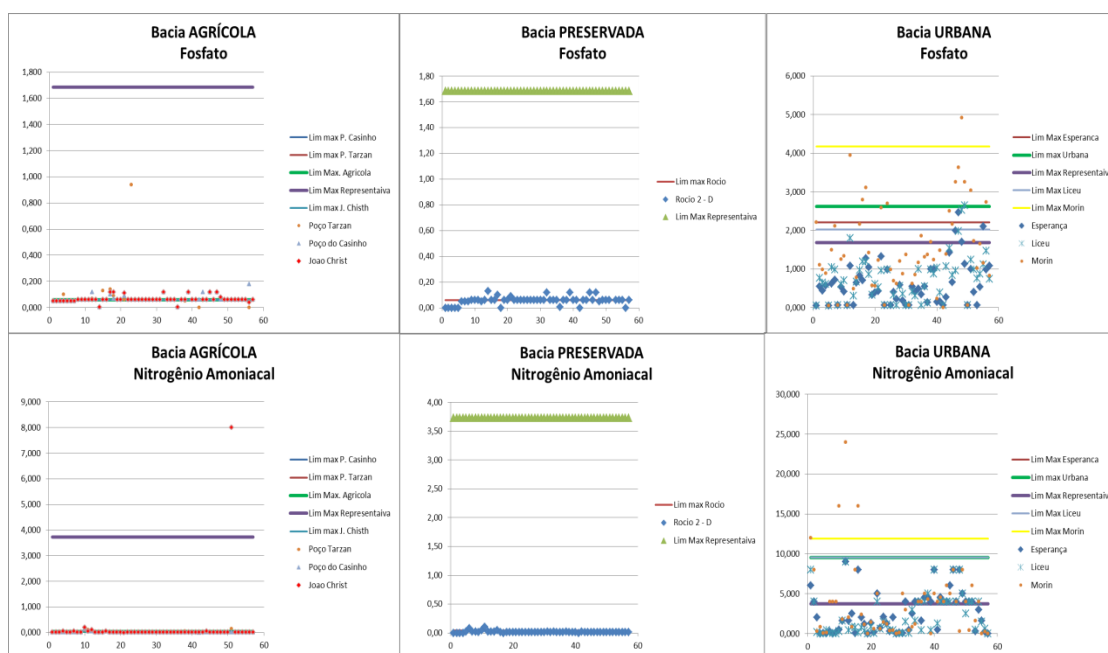 Bacia AGRÍCOLA
Fosfato
1,800
1,600
1,400
1,200
1,000
0,800
0,600
0,400
0,200
0,000
0 10 20 30 40 50 60
Lim max P. Casinho
Lim max P. Tarzan
Lim Max. Agricola
Lim Max Representaiva
Lim max J. Chisth
Poço Tarzan
Poço do Casinho
Joao Christ
Bacia PRESERVADA
Fosfato
1,80
1,60
1,40
1,20
1,00
0,80
0,60
0,40
0,20
0,00
0 10 20 30 40 50 60
Lim max Rocio
Rocio 2 - D
Lim Max Representaiva
Bacia URBANA
Fosfato
6,000
5,000
4,000
3,000
2,000
1,000
0,000
0 10 20 30 40 50 60
Lim Max Esperanca
Lim max Urbana
Lim Max Representaiva
Lim Max Liceu
Lim Max Morin
Esperança
Liceu
Morin
Bacia AGRÍCOLA
Nitrogênio Amoniacal
9,000
8,000
7,000
6,000
5,000
4,000
3,000
2,000
1,000
0,000
0 10 20 30 40 50 60
Lim max P. Casinho
Lim max P. Tarzan
Lim Max. Agricola
Lim Max Representaiva
Lim max J. Chisth
Poço Tarzan
Poço do Casinho
Joao Christ
Bacia PRESERVADA
Nitrogênio Amoniacal
4,00
3,50
3,00
2,50
2,00
1,50
1,00
0,50
0,00
0 10 20 30 40 50 60
Lim max Rocio
Rocio 2 - D
Lim Max Representaiva
Bacia URBANA
Nitrogênio Amoniacal
30,000
25,000
20,000
15,000
10,000
5,000
0,000
0 10 20 30 40 50 60
Lim Max Esperanca
Lim max Urbana
Lim Max Representaiva
Lim Max Liceu
Lim Max Morin
Esperança
Liceu
Morin